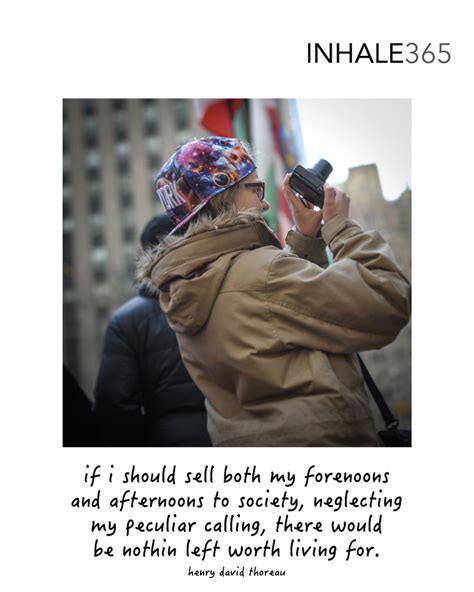 INHALE365
if i should sell both my forenoons
and afternoons to society, neglecting
my peculiar calling, there would
be nothin left worth living for.
henry david thoreau